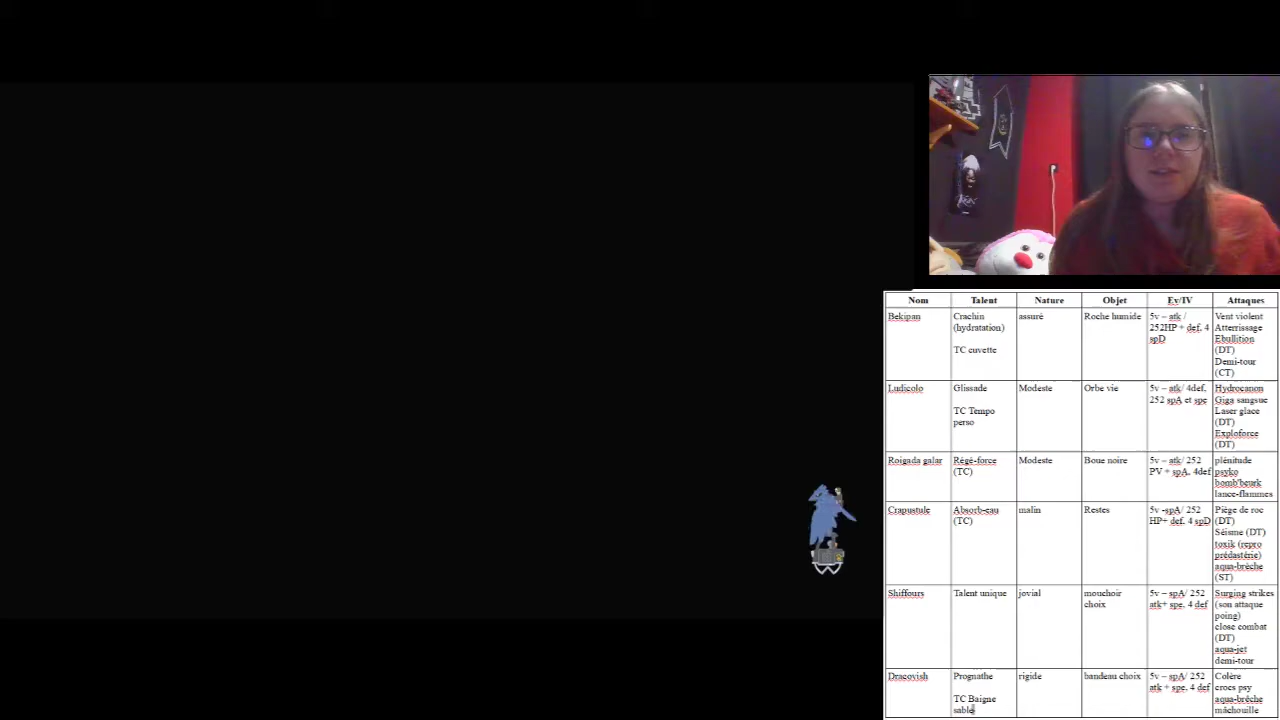 Nom Talent Nature Objet Ev/IV Attaques
Bekipan Crachin assuré Roche humide 5v – atk / Vent violent
(hydratation) 252HP + def, 4 Atterrissage
spD Ebullition
TC cuvette (DT)
Demi-tour
(CT)
Ludicolo Glissade Modeste Orbe vie 5v – atk/ 4def, Hydrocanon
252 spA et spe Giga sangsue
TC Tempo Laser glace
perso (DT)
Exploforce
(DT)
Roigada galar Régé-force Modeste Boue noire 5v – atk/ 252 plénitude
(TC) PV + spA, 4def psyko
bomb'beurk
lance-flammes
Crapustule Absorb-eau malin Restes 5v -spA/ 252 Piège de roc
(TC) HP+ def, 4 spD (DT)
Séisme (DT)
toxik (repro
prédastérie)
aqua-brèche
(ST)
Shiffours Talent unique jovial mouchoir 5v – spA/ 252 Surging strikes
choix atk+ spe, 4 def (son attaque
poing)
close combat
(DT)
aqua-jet
demi-tour
Dracovish Prognathe rigide bandeau choix 5v – spA/ 252 Colère
atk + spe, 4 def crocs psy
TC Baigne aqua-brèche
sable mâchouille